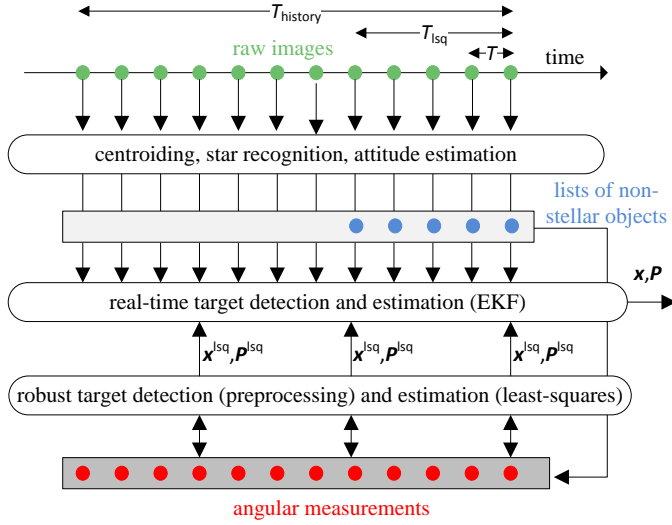 T_history
T_lsq
raw images
T
time
centroiding, star recognition, attitude estimation
lists of non-
stellar objects
real-time target detection and estimation (EKF)
x,P
x^lsq,P^lsq x^lsq,P^lsq x^lsq,P^lsq
robust target detection (preprocessing) and estimation (least-squares)
angular measurements